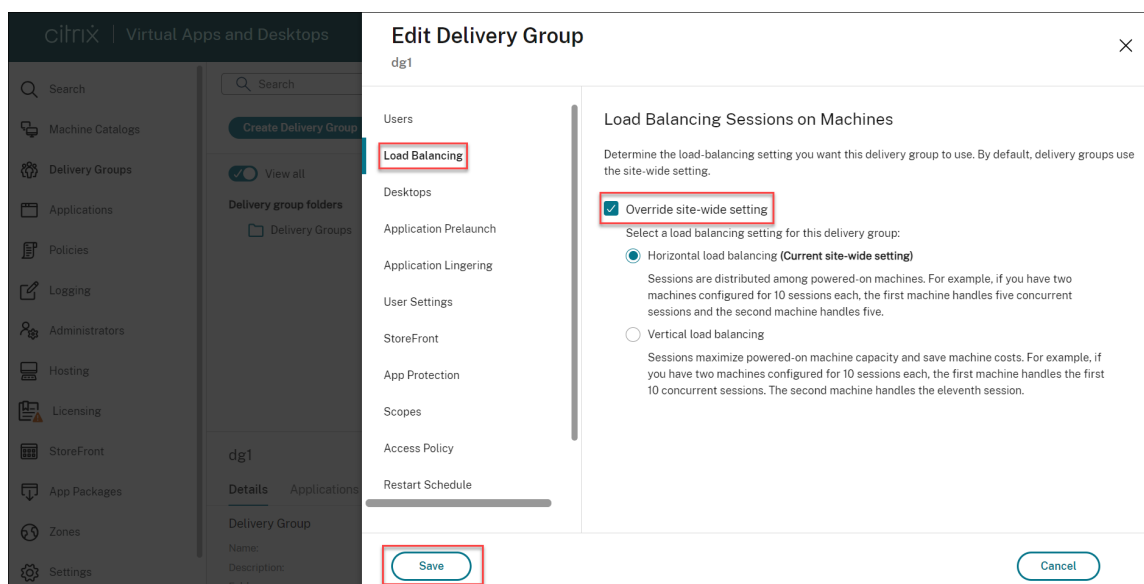 citrix | Virtual Apps and Desktops
Search
Machine Catalogs
Delivery Groups
Applications
Policies
Logging
Administrators
Hosting
Licensing
StoreFront
App Packages
Zones
Settings
Search
Create Delivery Group
View all
Delivery group folders
Delivery Groups
dg1
Details Applications
Delivery Group
Name:
Description:
Edit Delivery Group
dg1
Users
Load Balancing
Desktops
Application Prelaunch
Application Lingering
User Settings
StoreFront
App Protection
Scopes
Access Policy
Restart Schedule
Load Balancing Sessions on Machines
Determine the load-balancing setting you want this delivery group to use. By default, delivery groups use
the site-wide setting.
Override site-wide setting
Select a load balancing setting for this delivery group:
Horizontal load balancing (Current site-wide setting)
Sessions are distributed among powered-on machines. For example, if you have two
machines configured for 10 sessions each, the first machine handles five concurrent
sessions and the second machine handles five.
Vertical load balancing
Sessions maximize powered-on machine capacity and save machine costs. For example, if
you have two machines configured for 10 sessions each, the first machine handles the first
10 concurrent sessions. The second machine handles the eleventh session.
Save
Cancel